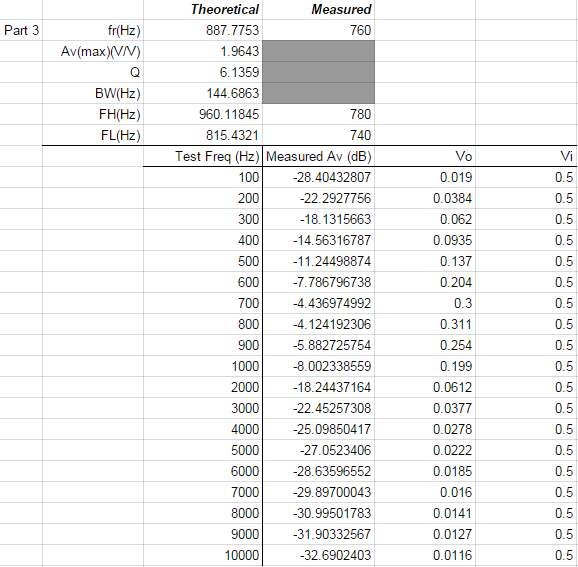 Theoretical Measured
Part 3 fr(Hz) 887.7753 760
Av(max)(V/V) 1.9643
Q 6.1359
BW(Hz) 144.6863
FH(Hz) 960.11845 780
FL(Hz) 815.4321 740
Test Freq (Hz) Measured Av (dB) Vo Vi
100 -28.40432807 0.019 0.5
200 -22.2927756 0.0384 0.5
300 -18.1315663 0.062 0.5
400 -14.56316787 0.0935 0.5
500 -11.24498874 0.137 0.5
600 -7.786796738 0.204 0.5
700 -4.436974992 0.3 0.5
800 -4.124192306 0.311 0.5
900 -5.882725754 0.254 0.5
1000 -8.002338559 0.199 0.5
2000 -18.24437164 0.0612 0.5
3000 -22.45257308 0.0377 0.5
4000 -25.09850417 0.0278 0.5
5000 -27.0523406 0.0222 0.5
6000 -28.63596552 0.0185 0.5
7000 -29.89700043 0.016 0.5
8000 -30.99501783 0.0141 0.5
9000 -31.90332567 0.0127 0.5
10000 -32.6902403 0.0116 0.5